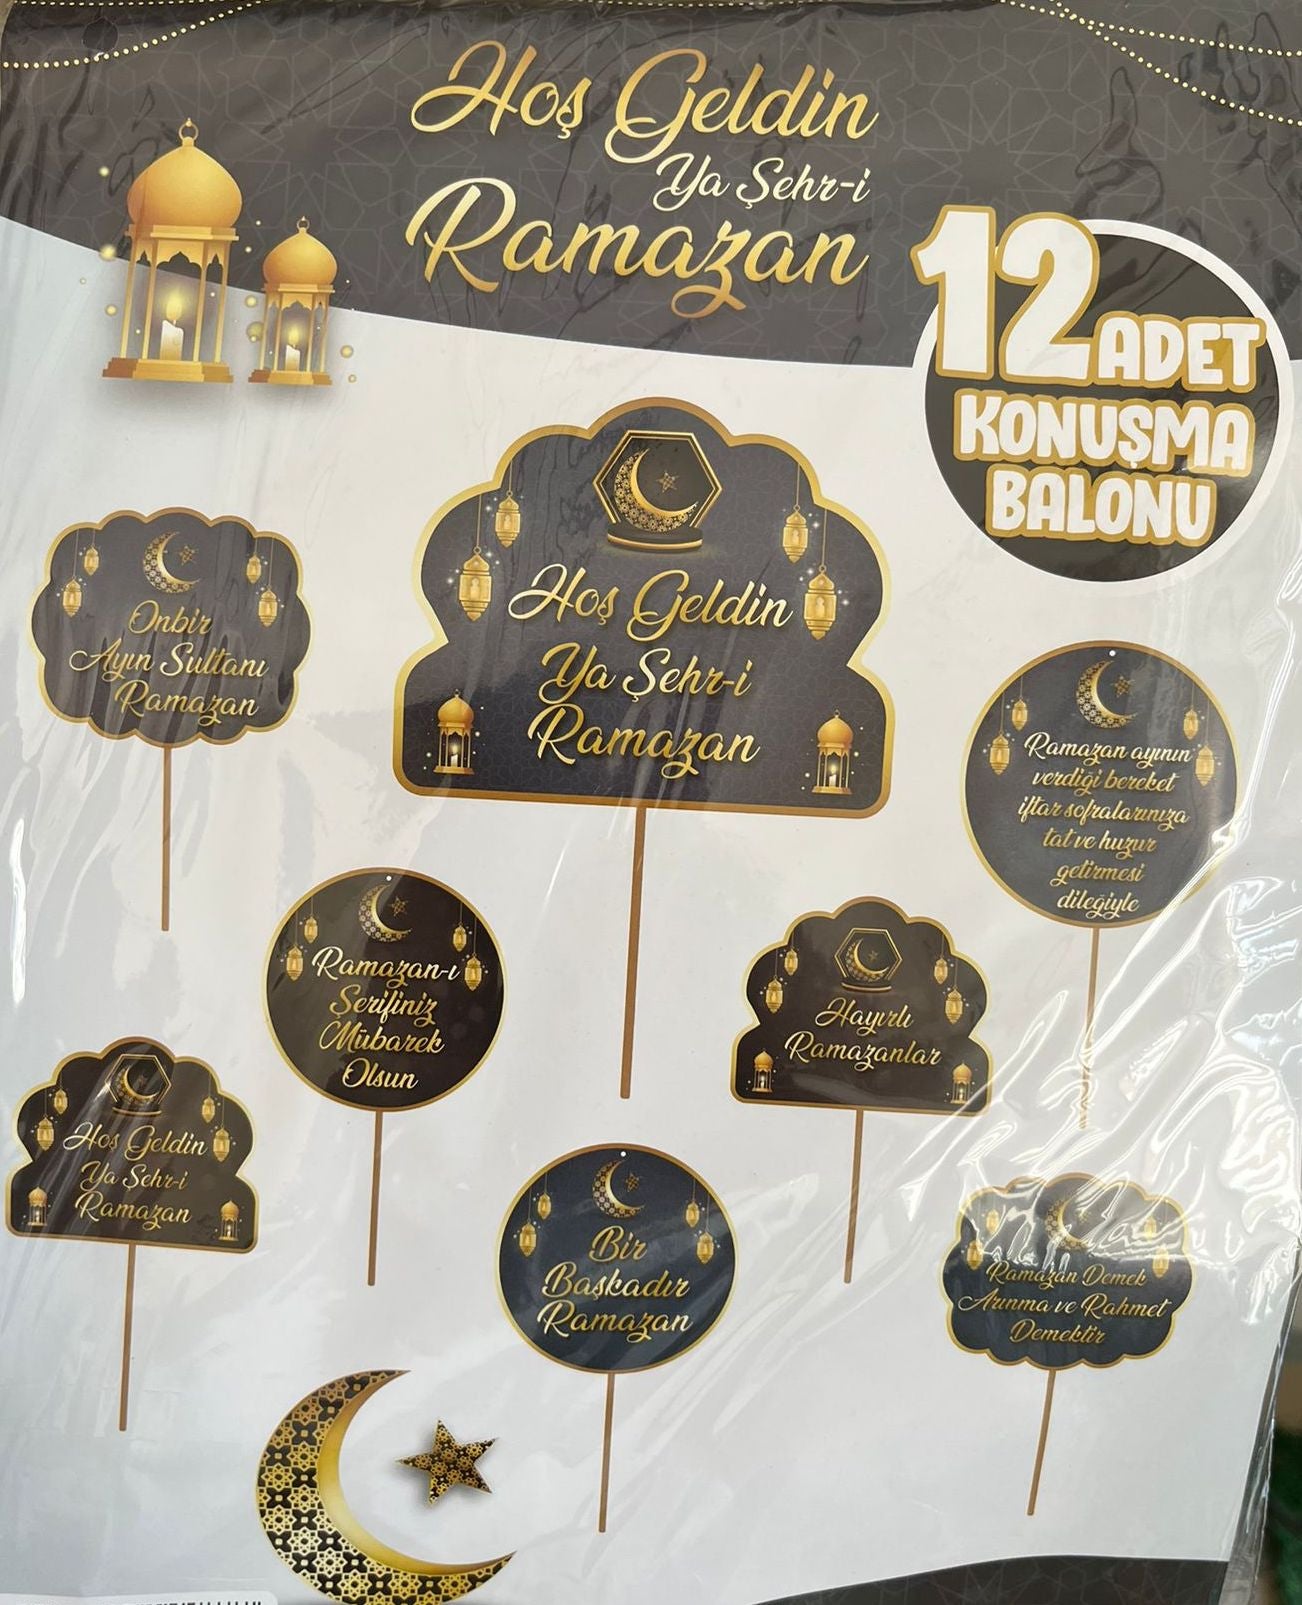 Hoş Geldin
Ya Şehr-i
Ramazan
12 ADET
KONUŞMA
BALONU
Hoş Geldin
Ya Şehr-i
Ramazan
Onbir
Ayın Sultanı
Ramazan
Ramazan ayının
verdiği bereket
iftar sofralarınıza
tat ve huzur
getirmesi
dileğiyle
Ramazan-ı
Şerifiniz
Mübarek
Olsun
Hayırlı
Ramazanlar
Hoş Geldin
Ya Şehr-i
Ramazan
Bir
Başkadır
Ramazan
Ramazan Demek
Arınma ve Rahmet
Demektir